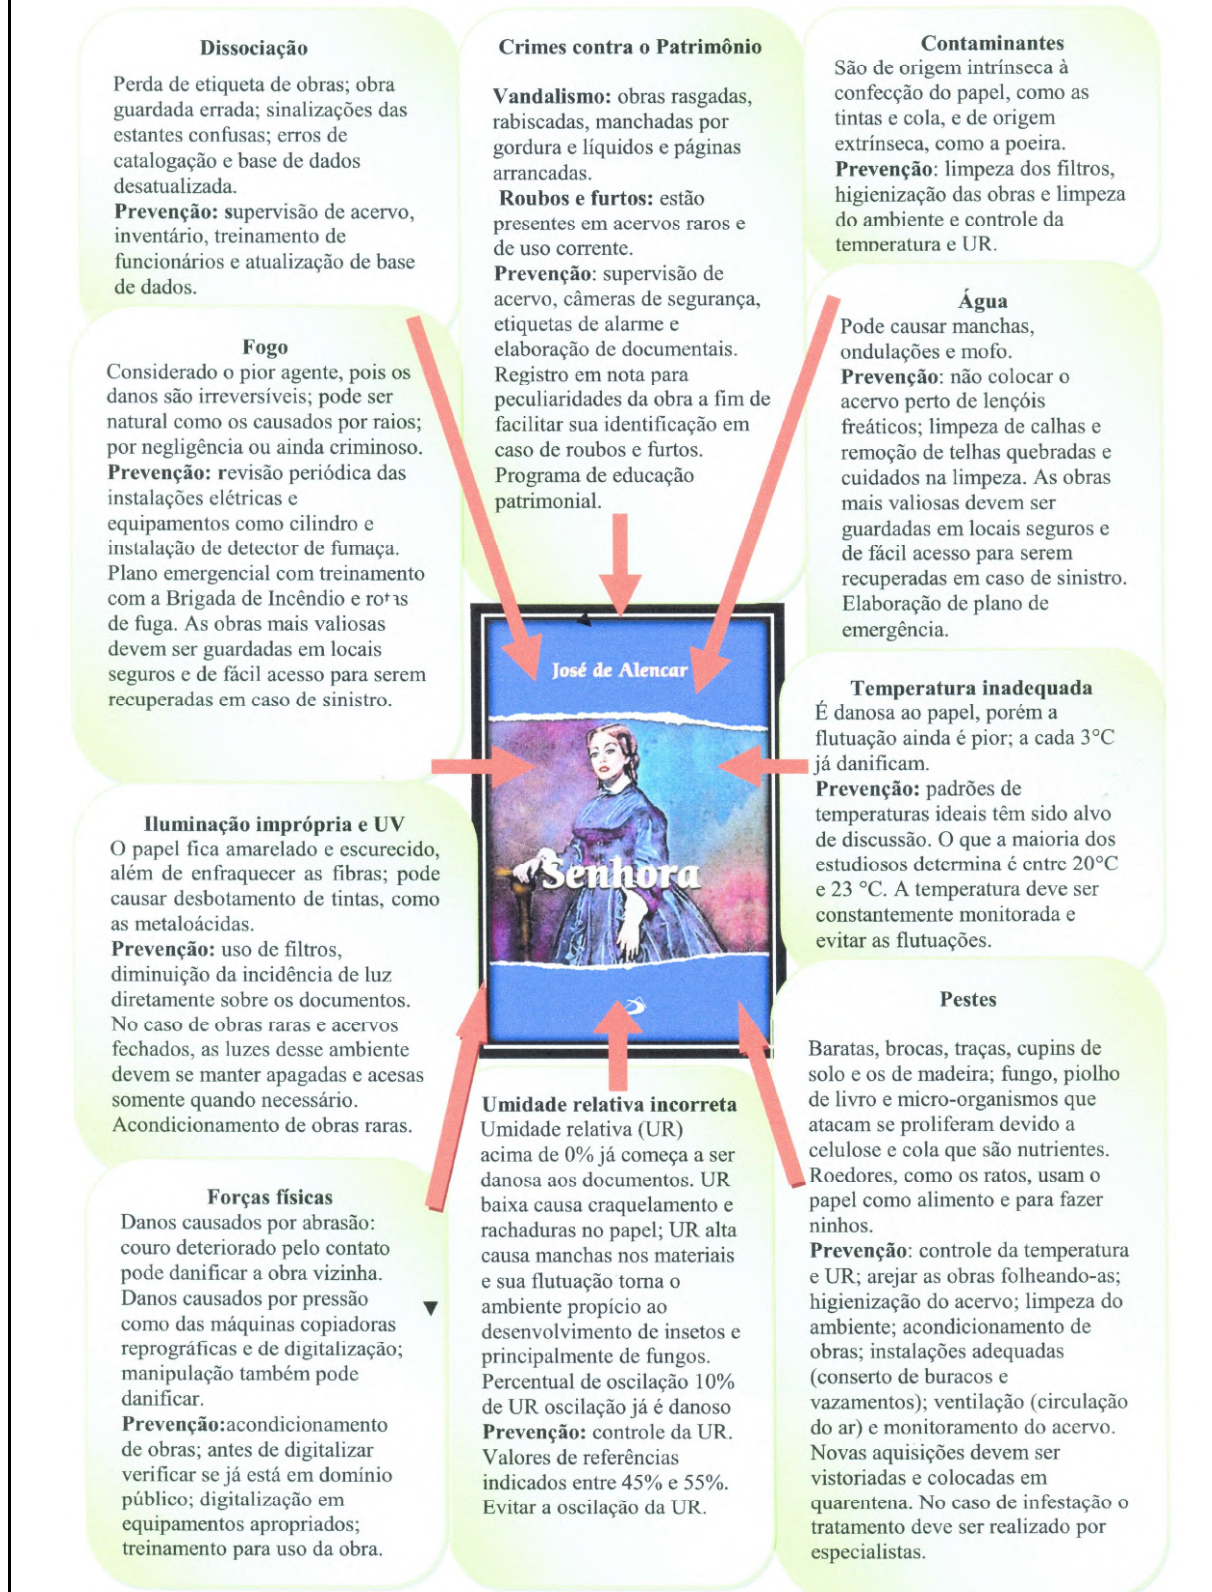 Dissociação
Perda de etiqueta de obras; obra
guardada errada; sinalizações das
estantes confusas; erros de
catalogação e base de dados
desatualizada.
Prevenção: supervisão de acervo,
inventário, treinamento de
funcionários e atualização de base
de dados.
Crimes contra o Patrimônio
Vandalismo: obras rasgadas,
rabiscadas, manchadas por
gordura e líquidos e páginas
arrancadas.
Roubos e furtos: estão
presentes em acervos raros e
de uso corrente.
Prevenção: supervisão de
acervo, câmeras de segurança,
etiquetas de alarme e
elaboração de documentais.
Registro em nota para
peculiaridades da obra a fim de
facilitar sua identificação em
caso de roubos e furtos.
Programa de educação
patrimonial.
Contaminantes
São de origem intrínseca à
confecção do papel, como as
tintas e cola, e de origem
extrínseca, como a poeira.
Prevenção: limpeza dos filtros,
higienização das obras e limpeza
do ambiente e controle da
temperatura e UR.
Fogo
Considerado o pior agente, pois os
danos são irreversíveis; pode ser
natural como os causados por raios;
por negligência ou ainda criminoso.
Prevenção: revisão periódica das
instalações elétricas e
equipamentos como cilindro e
instalação de detector de fumaça.
Plano emergencial com treinamento
com a Brigada de Incêndio e rotas
de fuga. As obras mais valiosas
devem ser guardadas em locais
seguros e de fácil acesso para serem
recuperadas em caso de sinistro.
Água
Pode causar manchas,
ondulações e mofo.
Prevenção: não colocar o
acervo perto de lençóis
freáticos; limpeza de calhas e
remoção de telhas quebradas e
cuidados na limpeza. As obras
mais valiosas devem ser
guardadas em locais seguros e
de fácil acesso para serem
recuperadas em caso de sinistro.
Elaboração de plano de
emergência.
José de Alencar
Senhora
Temperatura inadequada
É danosa ao papel, porém a
flutuação ainda é pior; a cada 3°C
já danificam.
Prevenção: padrões de
temperaturas ideais têm sido alvo
de discussão. O que a maioria dos
estudiosos determina é entre 20°C
e 23 °C. A temperatura deve ser
constantemente monitorada e
evitar as flutuações.
Iluminação imprópria e UV
O papel fica amarelado e escurecido,
além de enfraquecer as fibras; pode
causar desbotamento de tintas, como
as metaloácidas.
Prevenção: uso de filtros,
diminuição da incidência de luz
diretamente sobre os documentos.
No caso de obras raras e acervos
fechados, as luzes desse ambiente
devem se manter apagadas e acesas
somente quando necessário.
Acondicionamento de obras raras.
Forças físicas
Danos causados por abrasão:
couro deteriorado pelo contato
pode danificar a obra vizinha.
Danos causados por pressão
como das máquinas copiadoras
reprográficas e de digitalização;
manipulação também pode
danificar.
Prevenção:acondicionamento
de obras; antes de digitalizar
verificar se já está em domínio
público; digitalização em
equipamentos apropriados;
treinamento para uso da obra.
Umidade relativa incorreta
Umidade relativa (UR)
acima de 0% já começa a ser
danosa aos documentos. UR
baixa causa craquelamento e
rachaduras no papel; UR alta
causa manchas nos materiais
e sua flutuação torna o
ambiente propício ao
desenvolvimento de insetos e
principalmente de fungos.
Percentual de oscilação 10%
de UR oscilação já é danoso
Prevenção: controle da UR.
Valores de referências
indicados entre 45% e 55%.
Evitar a oscilação da UR.
Pestes
Baratas, brocas, traças, cupins de
solo e os de madeira; fungo, piolho
de livro e micro-organismos que
atacam se proliferam devido a
celulose e cola que são nutrientes.
Roedores, como os ratos, usam o
papel como alimento e para fazer
ninhos.
Prevenção: controle da temperatura
e UR; arejar as obras folheando-as;
higienização do acervo; limpeza do
ambiente; acondicionamento de
obras; instalações adequadas
(conserto de buracos e
vazamentos); ventilação (circulação
do ar) e monitoramento do acervo.
Novas aquisições devem ser
vistoriadas e colocadas em
quarentena. No caso de infestação o
tratamento deve ser realizado por
especialistas.